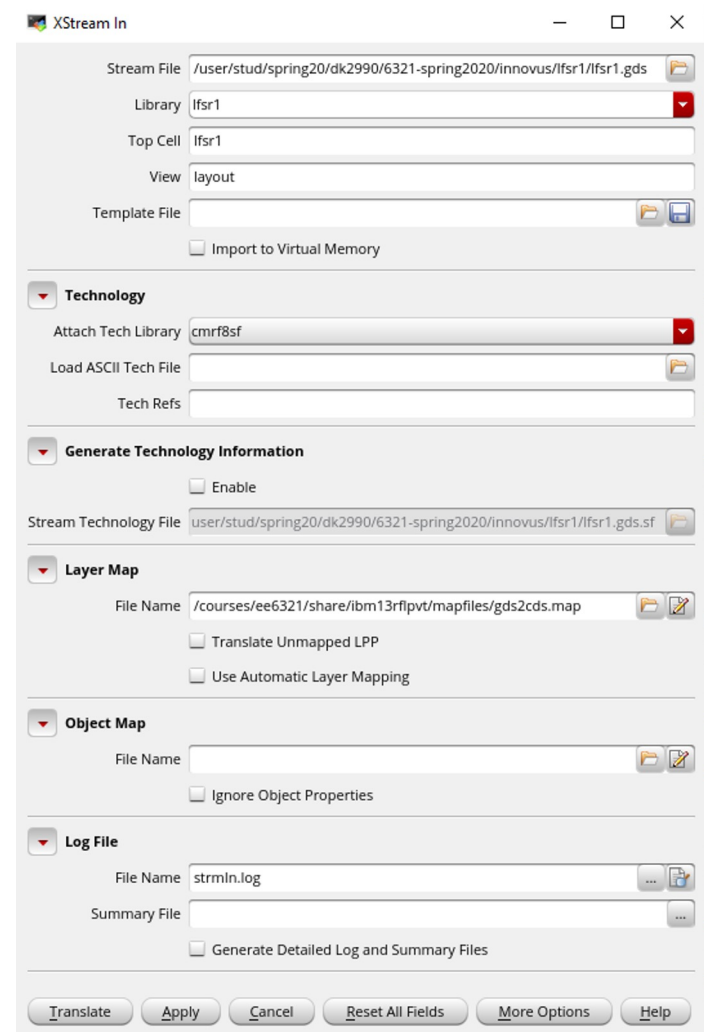 XStream In
Stream File /user/stud/spring20/dk2990/6321-spring2020/innovus/lfsr1/lfsr1.gds
Library lfsr1
Top Cell lfsr1
View layout
Template File
Import to Virtual Memory
Technology
Attach Tech Library cmrf8sf
Load ASCII Tech File
Tech Refs
Generate Technology Information
Enable
Stream Technology File user/stud/spring20/dk2990/6321-spring2020/innovus/lfsr1/lfsr1.gds.sf
Layer Map
File Name /courses/ee6321/share/ibm13rflpvt/mapfiles/gds2cds.map
Translate Unmapped LPP
Use Automatic Layer Mapping
Object Map
File Name
Ignore Object Properties
Log File
File Name strmIn.log ...
Summary File ...
Generate Detailed Log and Summary Files
Translate Apply Cancel Reset All Fields More Options Help